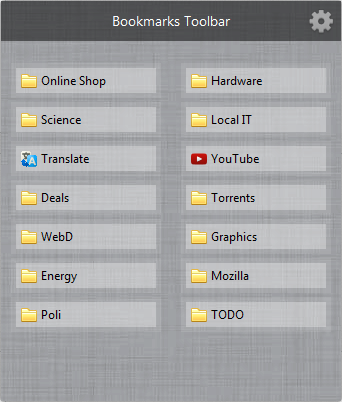 Bookmarks Toolbar
Online Shop
Hardware
Science
Local IT
Translate
YouTube
Deals
Torrents
WebD
Graphics
Energy
Mozilla
Poli
TODO